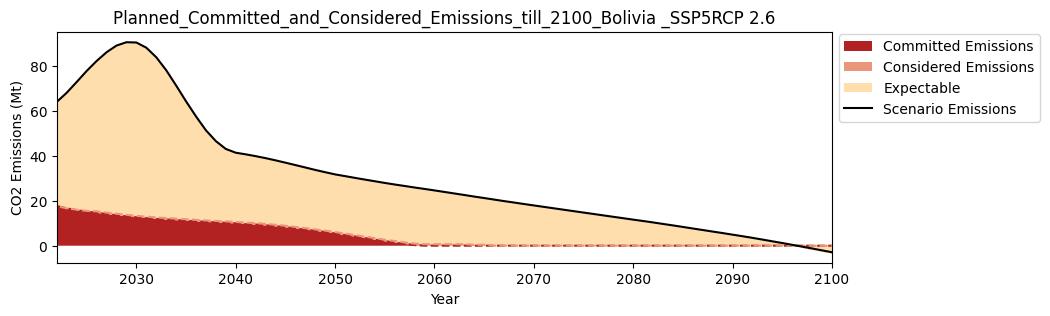 Planned_Committed_and_Considered_Emissions_till_2100_Bolivia _SSP5RCP 2.6
Committed Emissions
Considered Emissions
Expectable
Scenario Emissions
CO2 Emissions (Mt)
80
60
40
20
0
2030 2040 2050 2060 2070 2080 2090 2100
Year